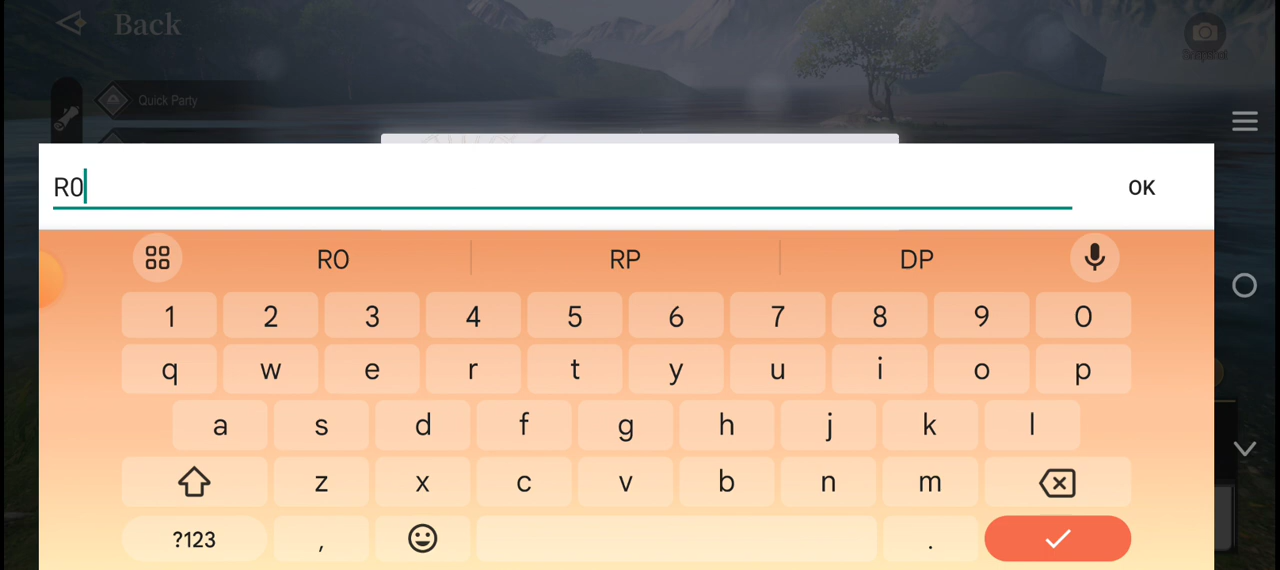 Back
Quick Party
R0
OK
R0 RP DP
1 2 3 4 5 6 7 8 9 0
q w e r t y u i o p
a s d f g h j k l
z x c v b n m
?123 , .